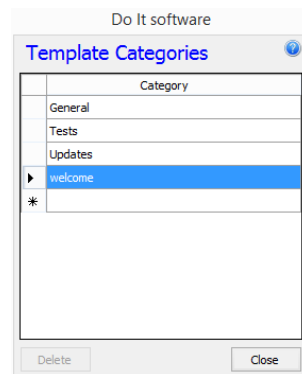 Do It software
Template Categories
Category
General
Tests
Updates
welcome
Delete
Close